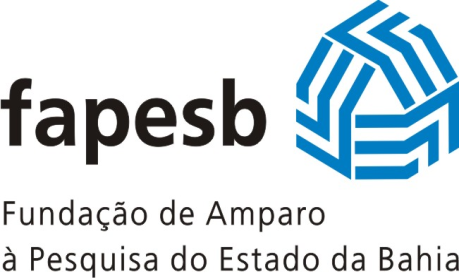 fapesb
Fundação de Amparo
à Pesquisa do Estado da Bahia